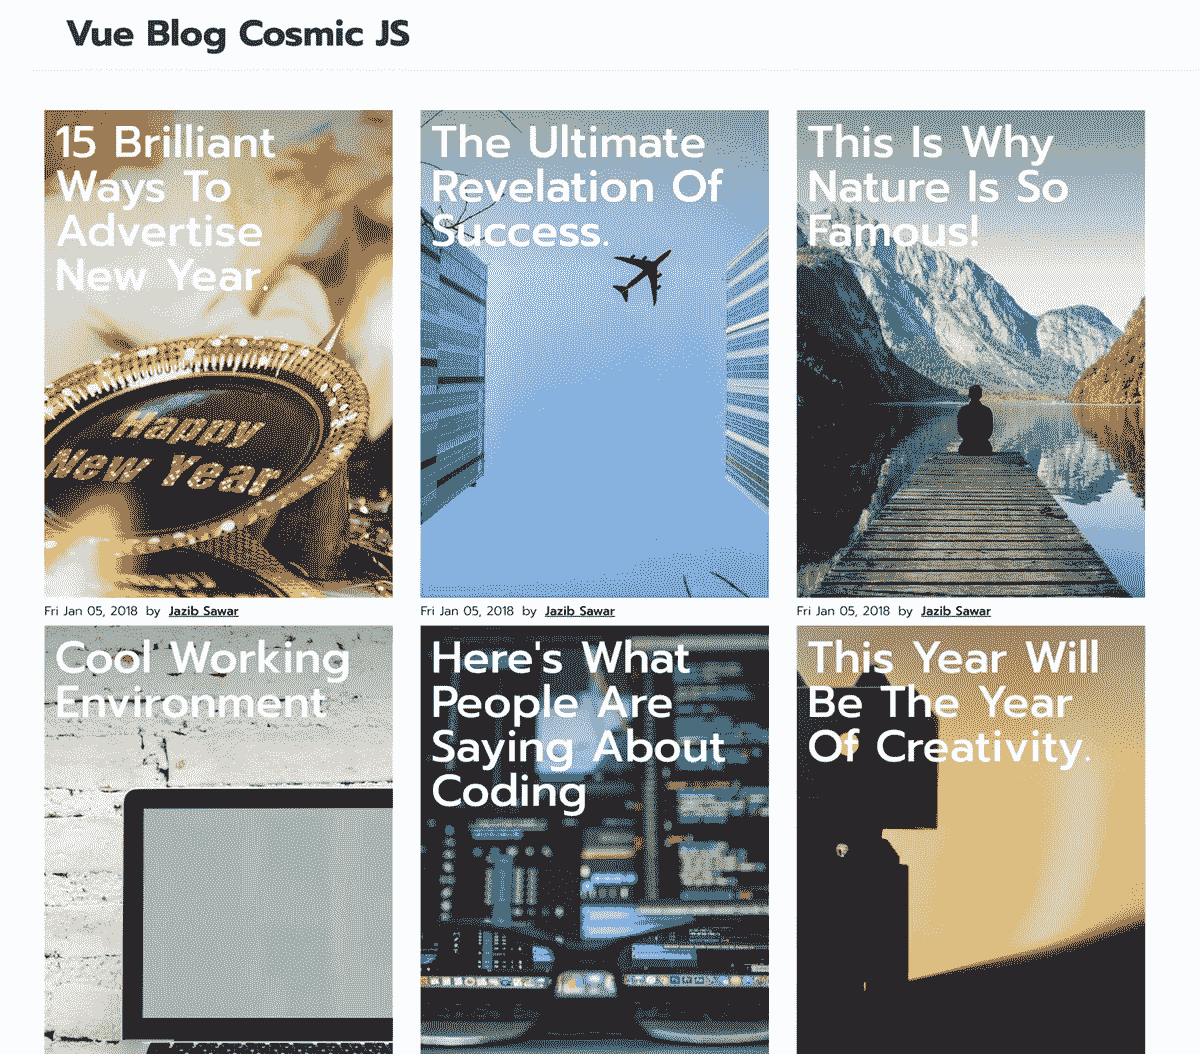 Vue Blog Cosmic JS
15 Brilliant
Ways To
Advertise
New Year.
Happy
New Year
Fri Jan 05, 2018 by Jazib Sawar
The Ultimate
Revelation Of
Success.
Fri Jan 05, 2018 by Jazib Sawar
This Is Why
Nature Is So
Famous!
Fri Jan 05, 2018 by Jazib Sawar
Cool Working
Environment
Here's What
People Are
Saying About
Coding
This Year Will
Be The Year
Of Creativity.